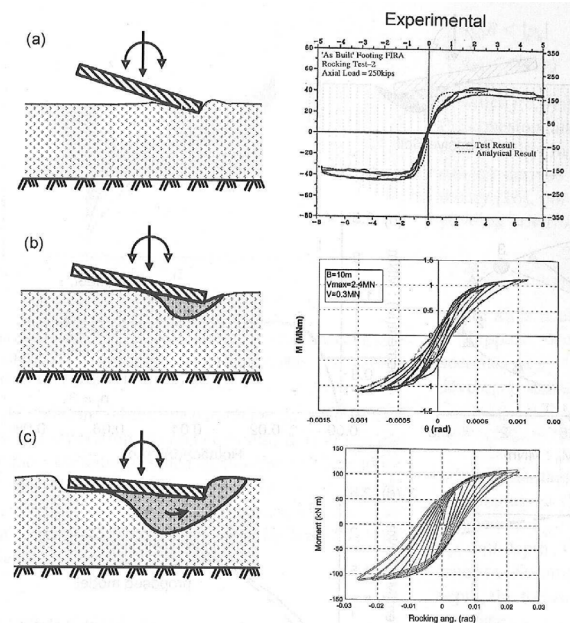 Experimental
(a)
-5 -4 -3 -2 -1 0 1 2 3 4 5
'As Built' Footing FIRA
Rocking Test-2
Axial Load = 250kips
Test Result
Analytical Result
80
60
40
20
0
-20
-40
-60
-80
350
250
150
50
-50
-150
-250
-350
-8 -6 -4 -2 0 2 4 6 8
(b)
B=10m
Vmax=2.4MN
V=0.3MN
M (MNm)
1.5
1
0.5
0
-1.5
-0.0015 -0.001 -0.0005 0 0.0005 0.001 0.00
θ (rad)
(c)
Moment (kN m)
150
100
50
0
-50
-100
-150
-0.03 -0.02 -0.01 0 0.01 0.02 0.03
Rocking ang. (rad)